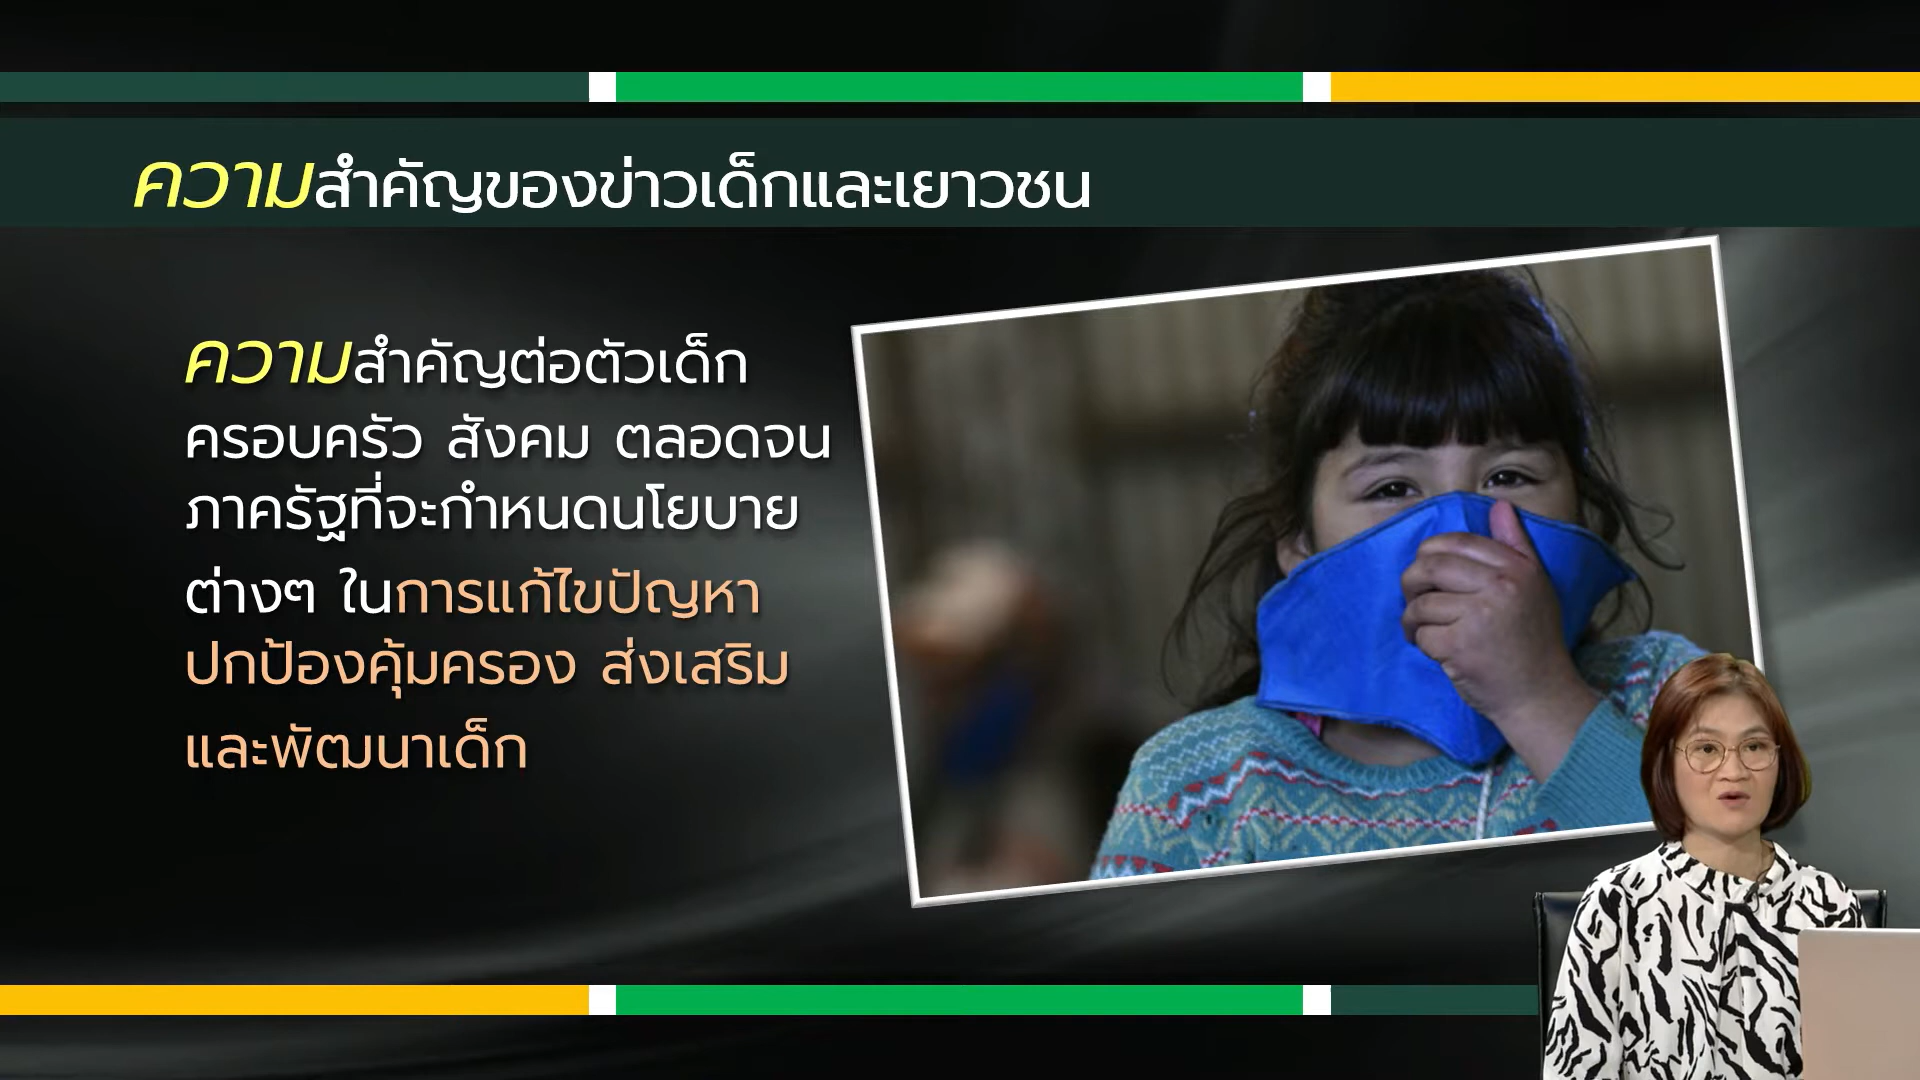 ความสำคัญของข่าวเด็กและเยาวชน
ความสำคัญต่อตัวเด็ก
ครอบครัว สังคม ตลอดจน
ภาครัฐที่จะกำหนดนโยบาย
ต่างๆ ในการแก้ไขปัญหา
ปกป้องคุ้มครอง ส่งเสริม
และพัฒนาเด็ก